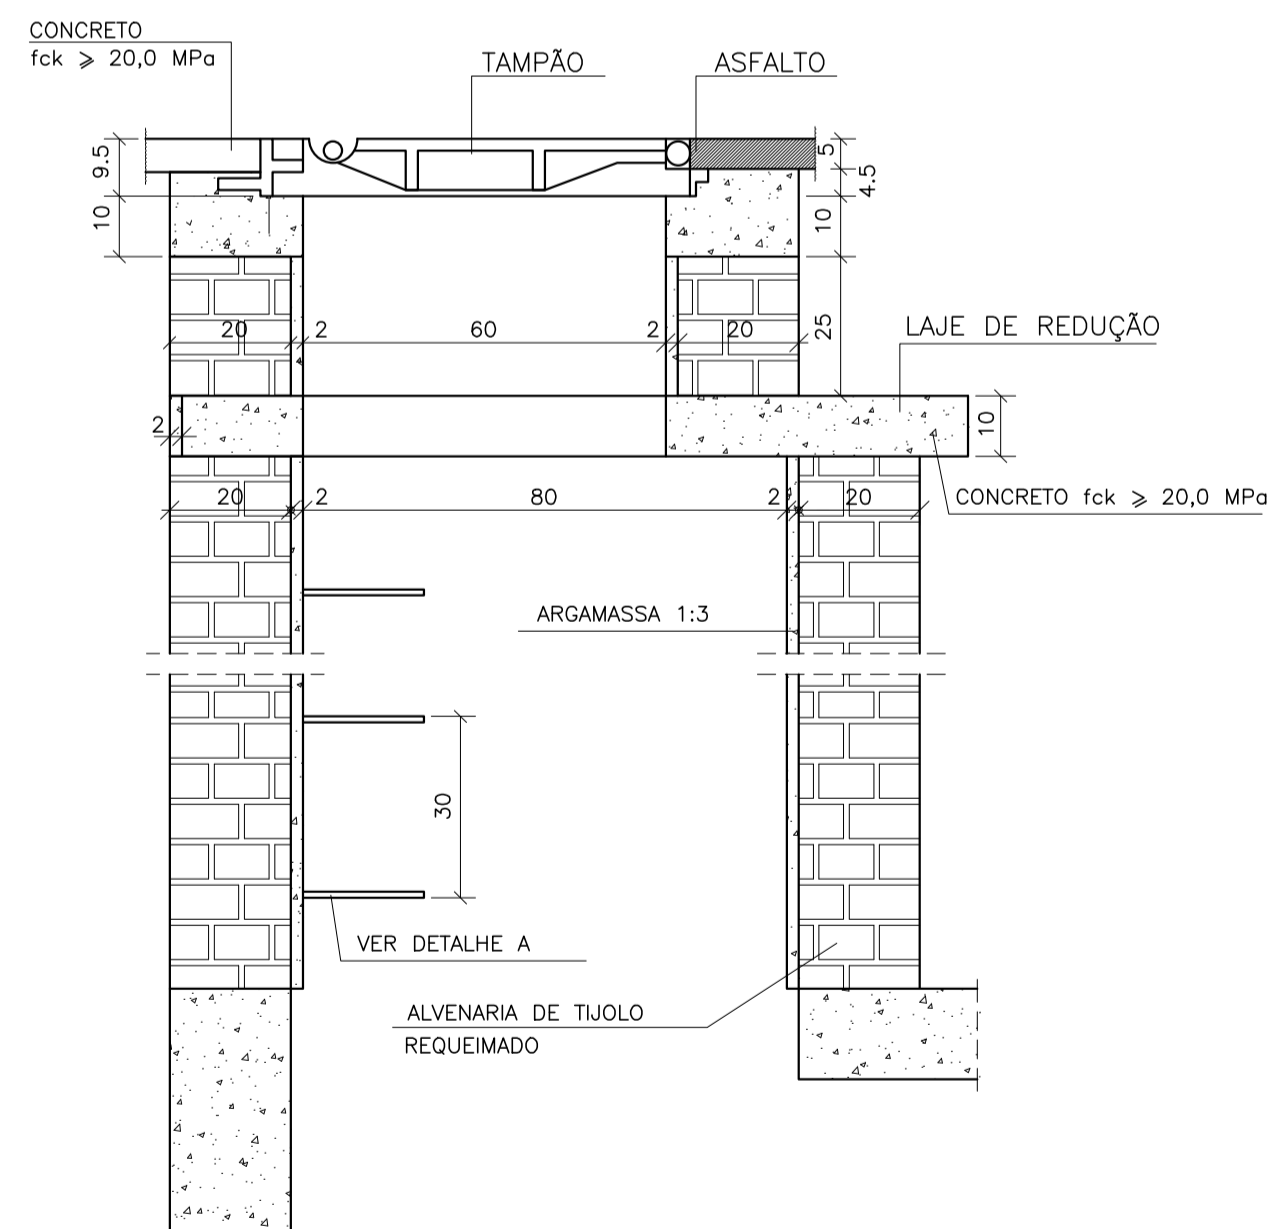 CONCRETO
fck ⩾ 20,0 MPa
TAMPÃO
ASFALTO
9.5
5
4.5
10
10
20 2 60 2 20
25
LAJE DE REDUÇÃO
2
10
20 2 80 2 20
CONCRETO fck ⩾ 20,0 MPa
ARGAMASSA 1:3
30
VER DETALHE A
ALVENARIA DE TIJOLO
REQUEIMADO